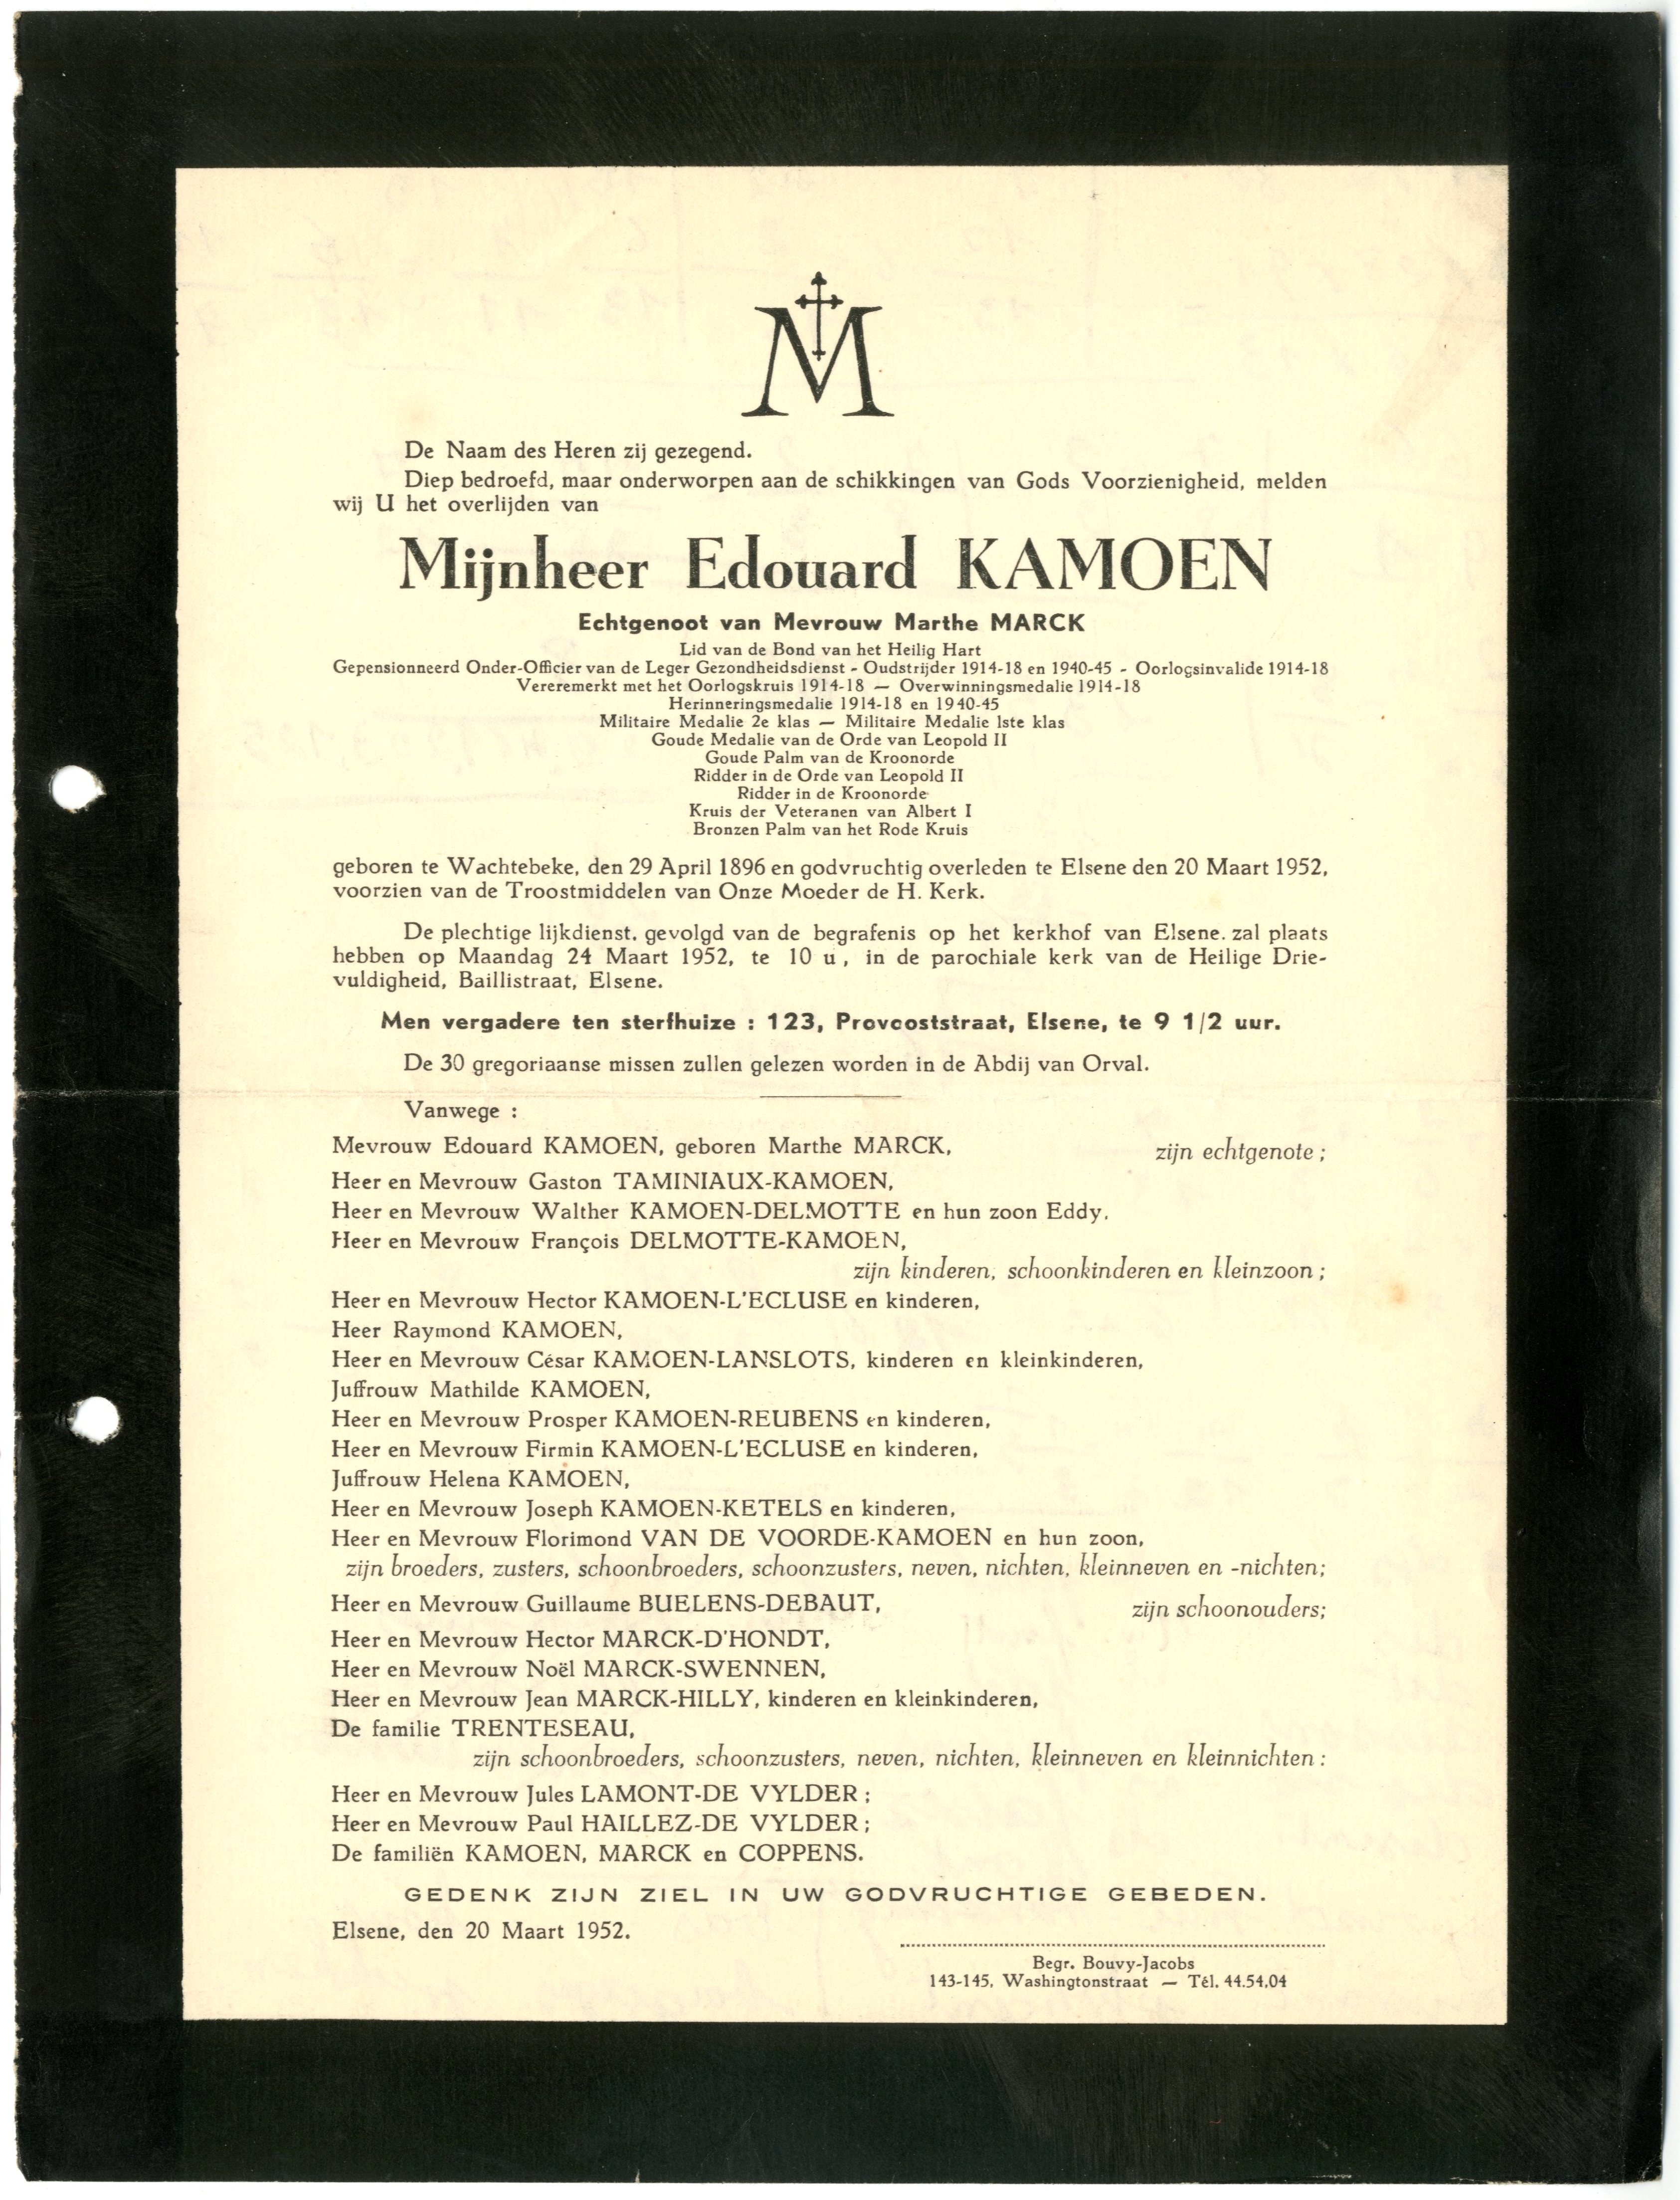 M
De Naam des Heren zij gezegend.
Diep bedroefd, maar onderworpen aan de schikkingen van Gods Voorzienigheid, melden
wij U het overlijden van
Mijnheer Edouard KAMOEN
Echtgenoot van Mevrouw Marthe MARCK
Lid van de Bond van het Heilig Hart
Gepensionneerd Onder-Officier van de Leger Gezondheidsdienst - Oudstrijder 1914-18 en 1940-45 - Oorlogsinvalide 1914-18
Vereremerkt met het Oorlogskruis 1914-18 — Overwinningsmedalie 1914-18
Herinneringsmedalie 1914-18 en 1940-45
Militaire Medalie 2e klas — Militaire Medalie 1ste klas
Goude Medalie van de Orde van Leopold II
Goude Palm van de Kroonorde
Ridder in de Orde van Leopold II
Ridder in de Kroonorde
Kruis der Veteranen van Albert I
Bronzen Palm van het Rode Kruis
geboren te Wachtebeke, den 29 April 1896 en godvruchtig overleden te Elsene den 20 Maart 1952,
voorzien van de Troostmiddelen van Onze Moeder de H. Kerk.
De plechtige lijkdienst, gevolgd van de begrafenis op het kerkhof van Elsene. zal plaats
hebben op Maandag 24 Maart 1952, te 10 u, in de parochiale kerk van de Heilige Drie-
vuldigheid, Baillistraat, Elsene.
Men vergadere ten sterfhuize : 123, Provooststraat, Elsene, te 9 1/2 uur.
De 30 gregoriaanse missen zullen gelezen worden in de Abdij van Orval.
Vanwege :
Mevrouw Edouard KAMOEN, geboren Marthe MARCK, zijn echtgenote ;
Heer en Mevrouw Gaston TAMINIAUX-KAMOEN,
Heer en Mevrouw Walther KAMOEN-DELMOTTE en hun zoon Eddy,
Heer en Mevrouw François DELMOTTE-KAMOEN,
zijn kinderen, schoonkinderen en kleinzoon ;
Heer en Mevrouw Hector KAMOEN-L'ECLUSE en kinderen,
Heer Raymond KAMOEN,
Heer en Mevrouw César KAMOEN-LANSLOTS, kinderen en kleinkinderen,
Juffrouw Mathilde KAMOEN,
Heer en Mevrouw Prosper KAMOEN-REUBENS en kinderen,
Heer en Mevrouw Firmin KAMOEN-L'ECLUSE en kinderen,
Juffrouw Helena KAMOEN,
Heer en Mevrouw Joseph KAMOEN-KETELS en kinderen,
Heer en Mevrouw Florimond VAN DE VOORDE-KAMOEN en hun zoon,
zijn broeders, zusters, schoonbroeders, schoonzusters, neven, nichten, kleinneven en -nichten;
Heer en Mevrouw Guillaume BUELENS-DEBAUT, zijn schoonouders;
Heer en Mevrouw Hector MARCK-D'HONDT,
Heer en Mevrouw Noël MARCK-SWENNEN,
Heer en Mevrouw Jean MARCK-HILLY, kinderen en kleinkinderen,
De familie TRENTESEAU,
zijn schoonbroeders, schoonzusters, neven, nichten, kleinneven en kleinnichten :
Heer en Mevrouw Jules LAMONT-DE VYLDER ;
Heer en Mevrouw Paul HAILLEZ-DE VYLDER ;
De familiën KAMOEN, MARCK en COPPENS.
GEDENK ZIJN ZIEL IN UW GODVRUCHTIGE GEBEDEN.
Elsene, den 20 Maart 1952.
Begr. Bouvy-Jacobs
143-145, Washingtonstraat — Tél. 44.54.04